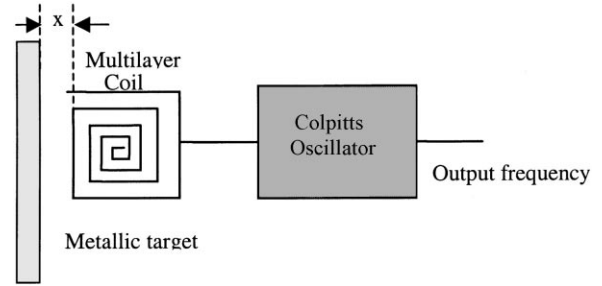 x
Multilayer
Coil
Colpitts
Oscillator
Output frequency
Metallic target